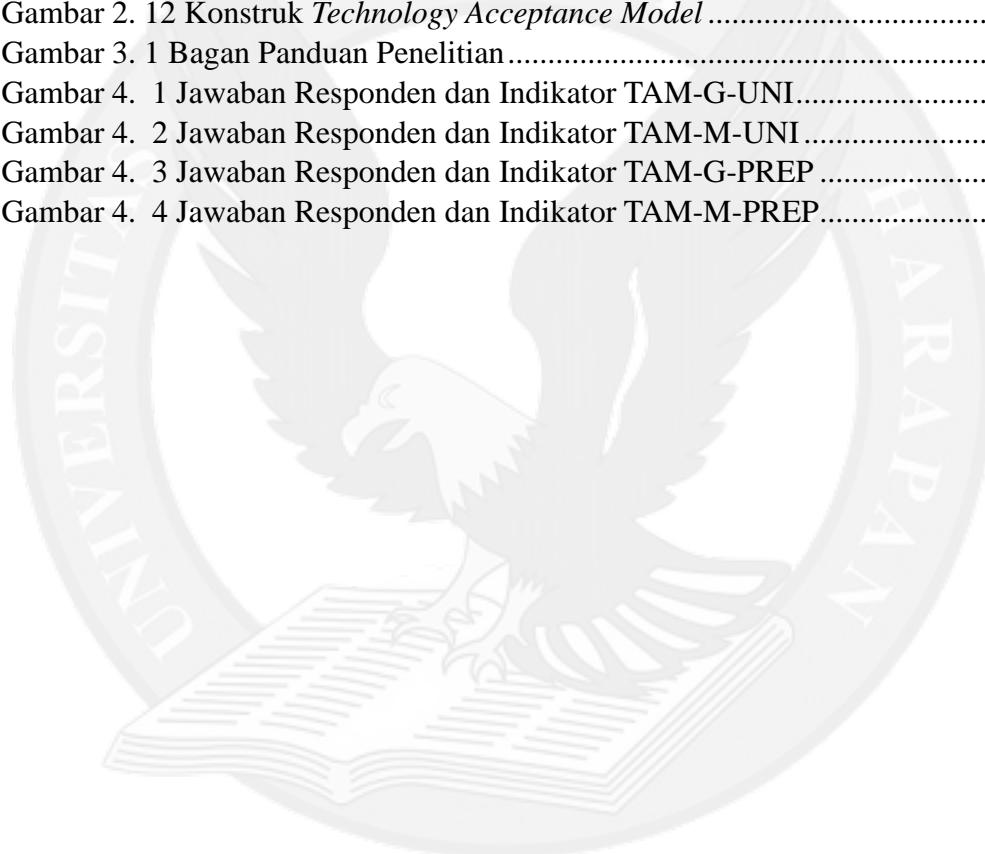 Gambar 2. 12 Konstruk Technology Acceptance Model ..................................
Gambar 3. 1 Bagan Panduan Penelitian ..........................................................
Gambar 4.  1 Jawaban Responden dan Indikator TAM-G-UNI.......................
Gambar 4.  2 Jawaban Responden dan Indikator TAM-M-UNI ......................
Gambar 4.  3 Jawaban Responden dan Indikator TAM-G-PREP ....................
Gambar 4.  4 Jawaban Responden dan Indikator TAM-M-PREP....................
UNIVERSITAS
HARAPAN